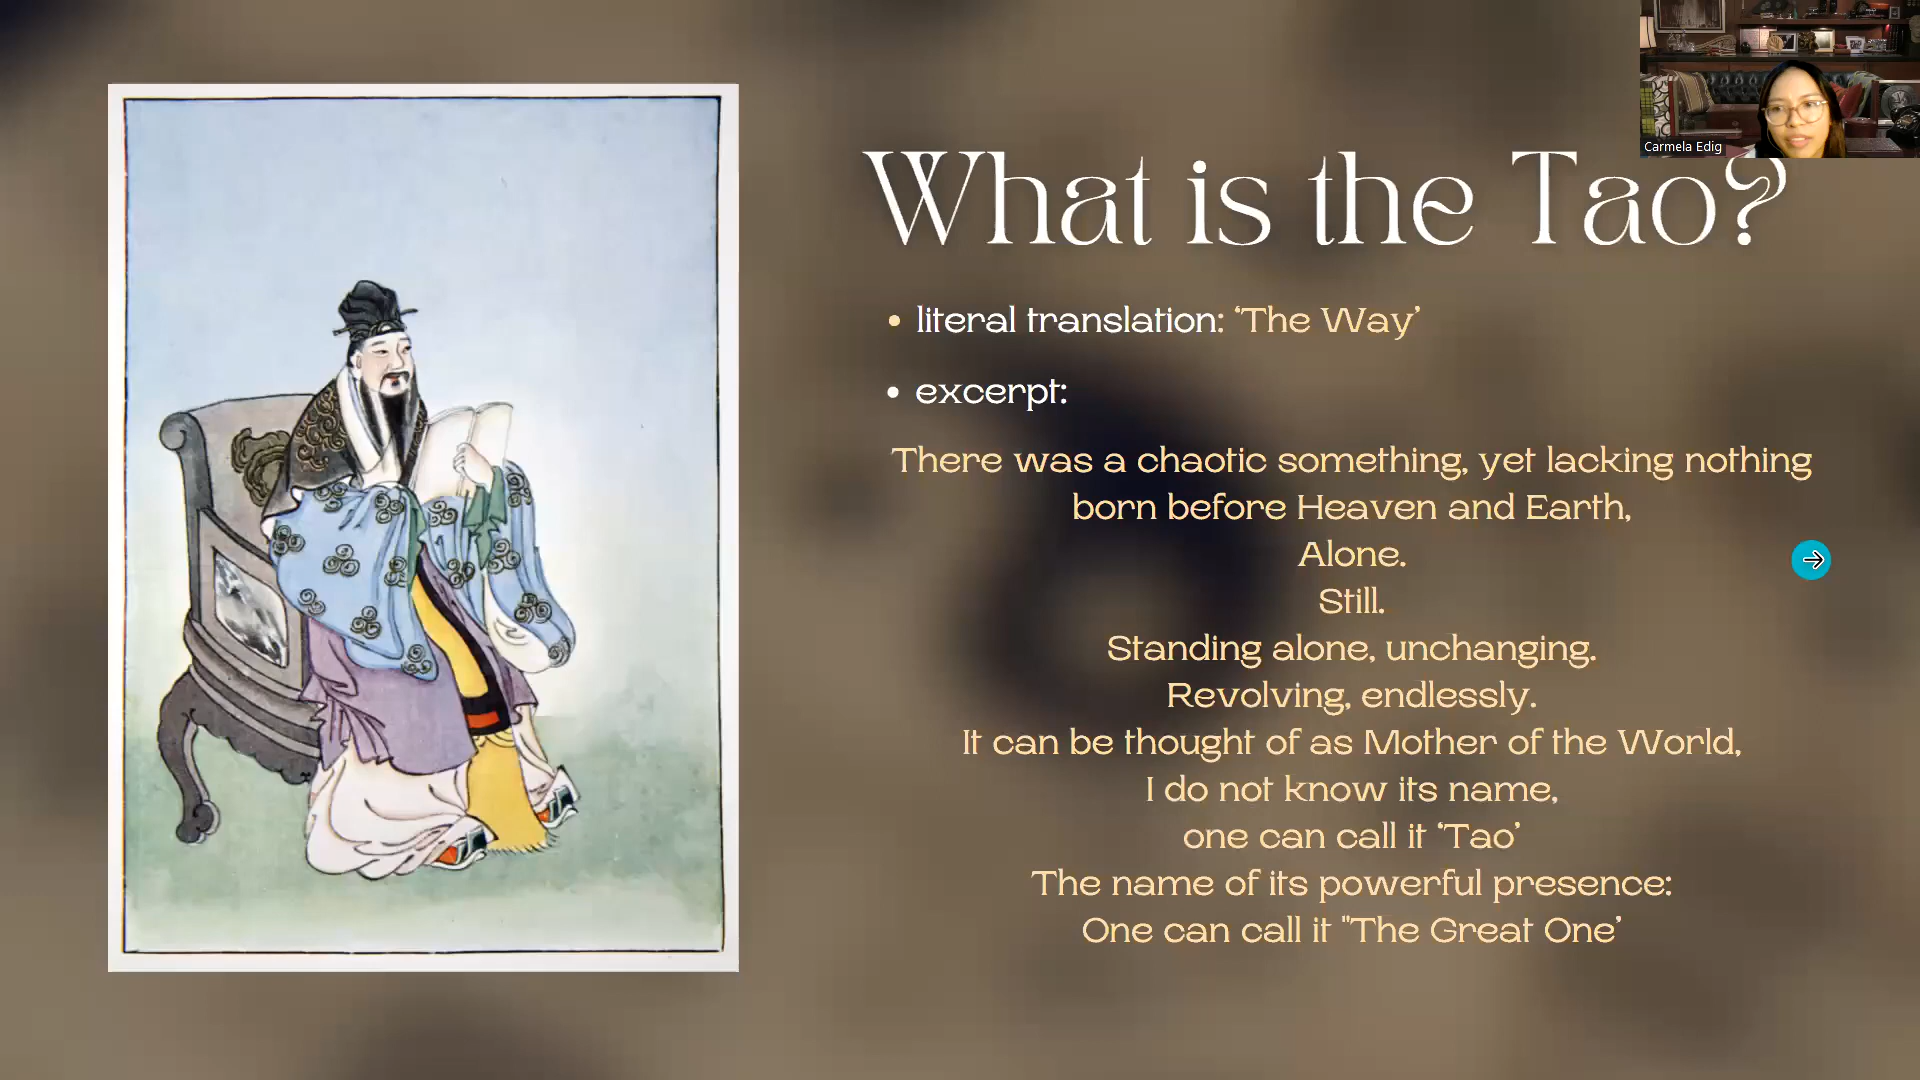 Carmela Edig
What is the Tao?
• literal translation: ‘The Way’
• excerpt:
There was a chaotic something, yet lacking nothing
born before Heaven and Earth,
Alone.
Still.
Standing alone, unchanging.
Revolving, endlessly.
It can be thought of as Mother of the World,
I do not know its name,
one can call it ‘Tao’
The name of its powerful presence:
One can call it "The Great One’